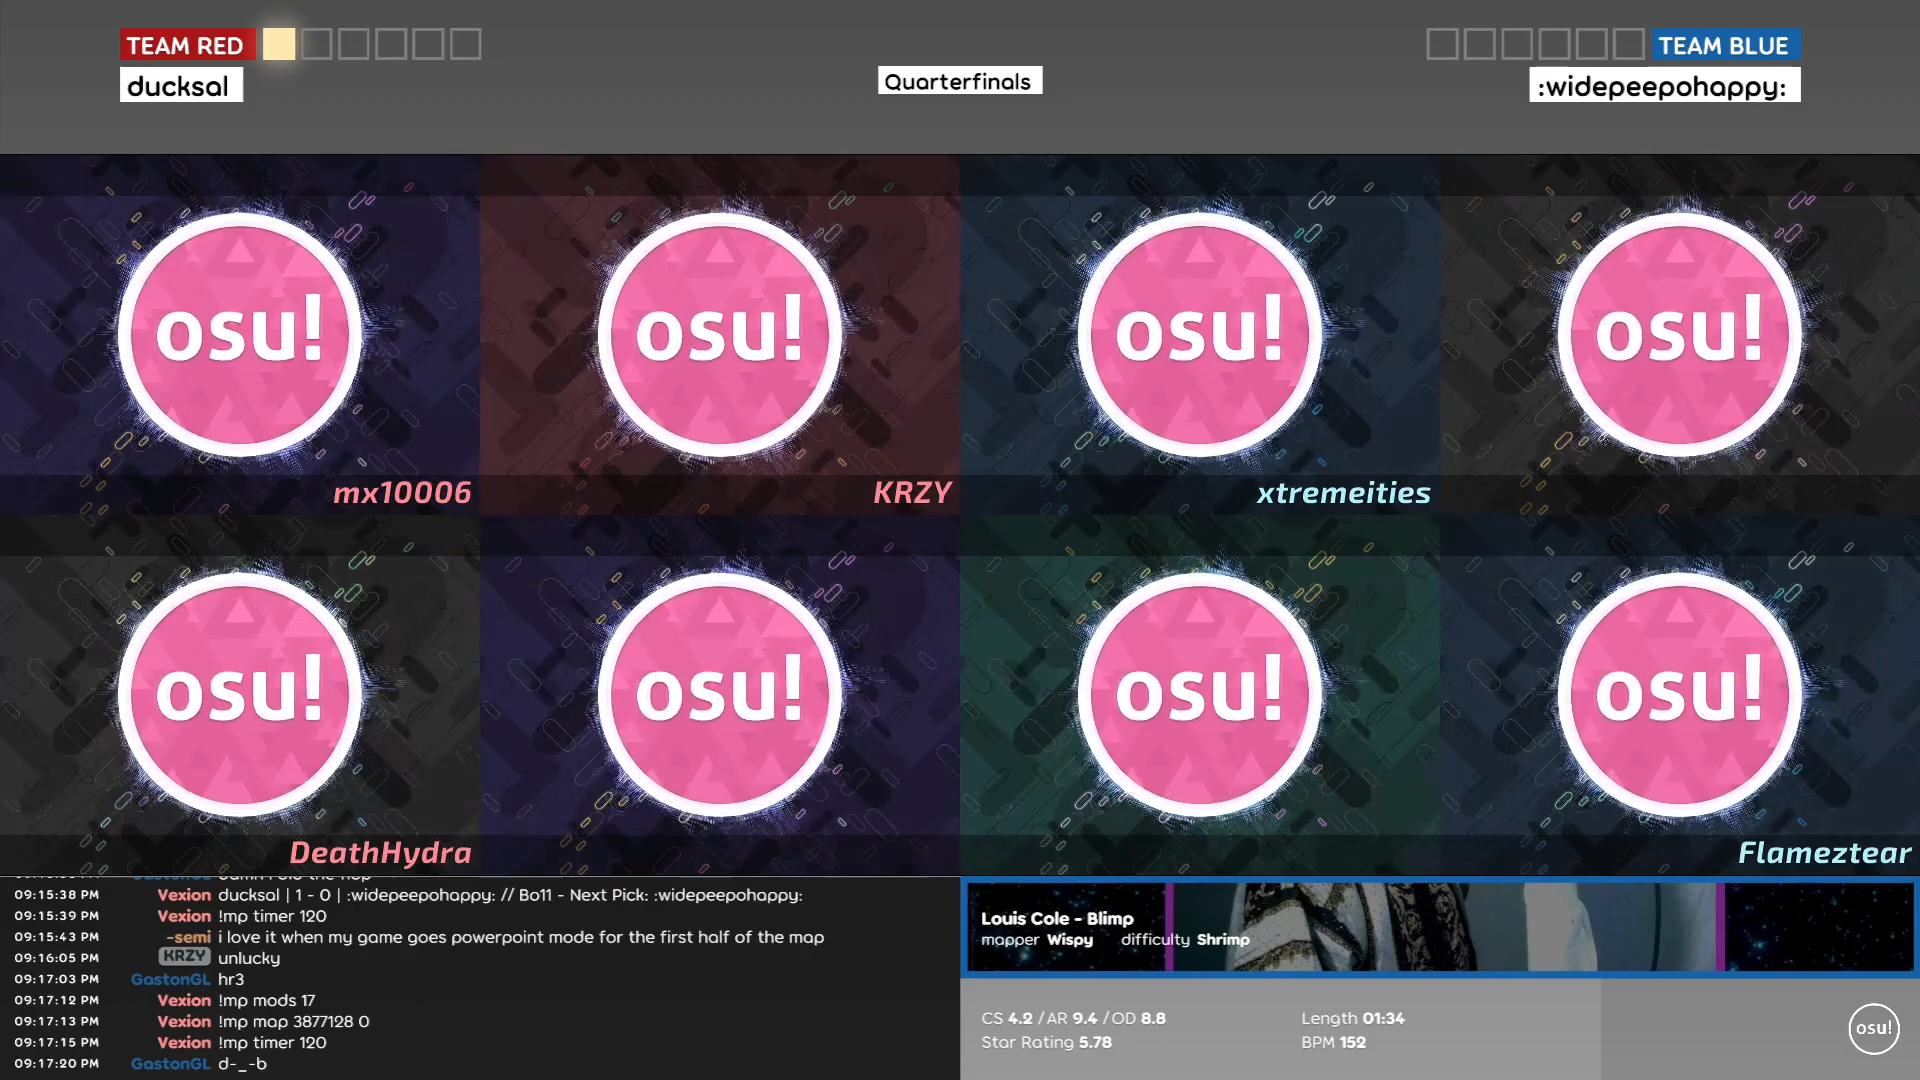 TEAM RED
ducksal
Quarterfinals
TEAM BLUE
:widepeepohappy:
osu!
osu!
osu!
osu!
mx10006
KRZY
xtremeities
osu!
osu!
osu!
osu!
DeathHydra
Flameztear
09:15:38 PM Vexion ducksal | 1 - 0 | :widepeepohappy: // Bo11 - Next Pick: :widepeepohappy:
09:15:39 PM Vexion !mp timer 120
09:15:43 PM -semi i love it when my game goes powerpoint mode for the first half of the map
09:16:05 PM KRZY unlucky
09:17:03 PM GastonGL hr3
09:17:12 PM Vexion !mp mods 17
09:17:13 PM Vexion !mp map 3877128 0
09:17:15 PM Vexion !mp timer 120
09:17:20 PM GastonGL d-_-b
Louis Cole - Blimp
mapper Wispy difficulty Shrimp
CS 4.2 / AR 9.4 / OD 8.8
Length 01:34
Star Rating 5.78
BPM 152
osu!